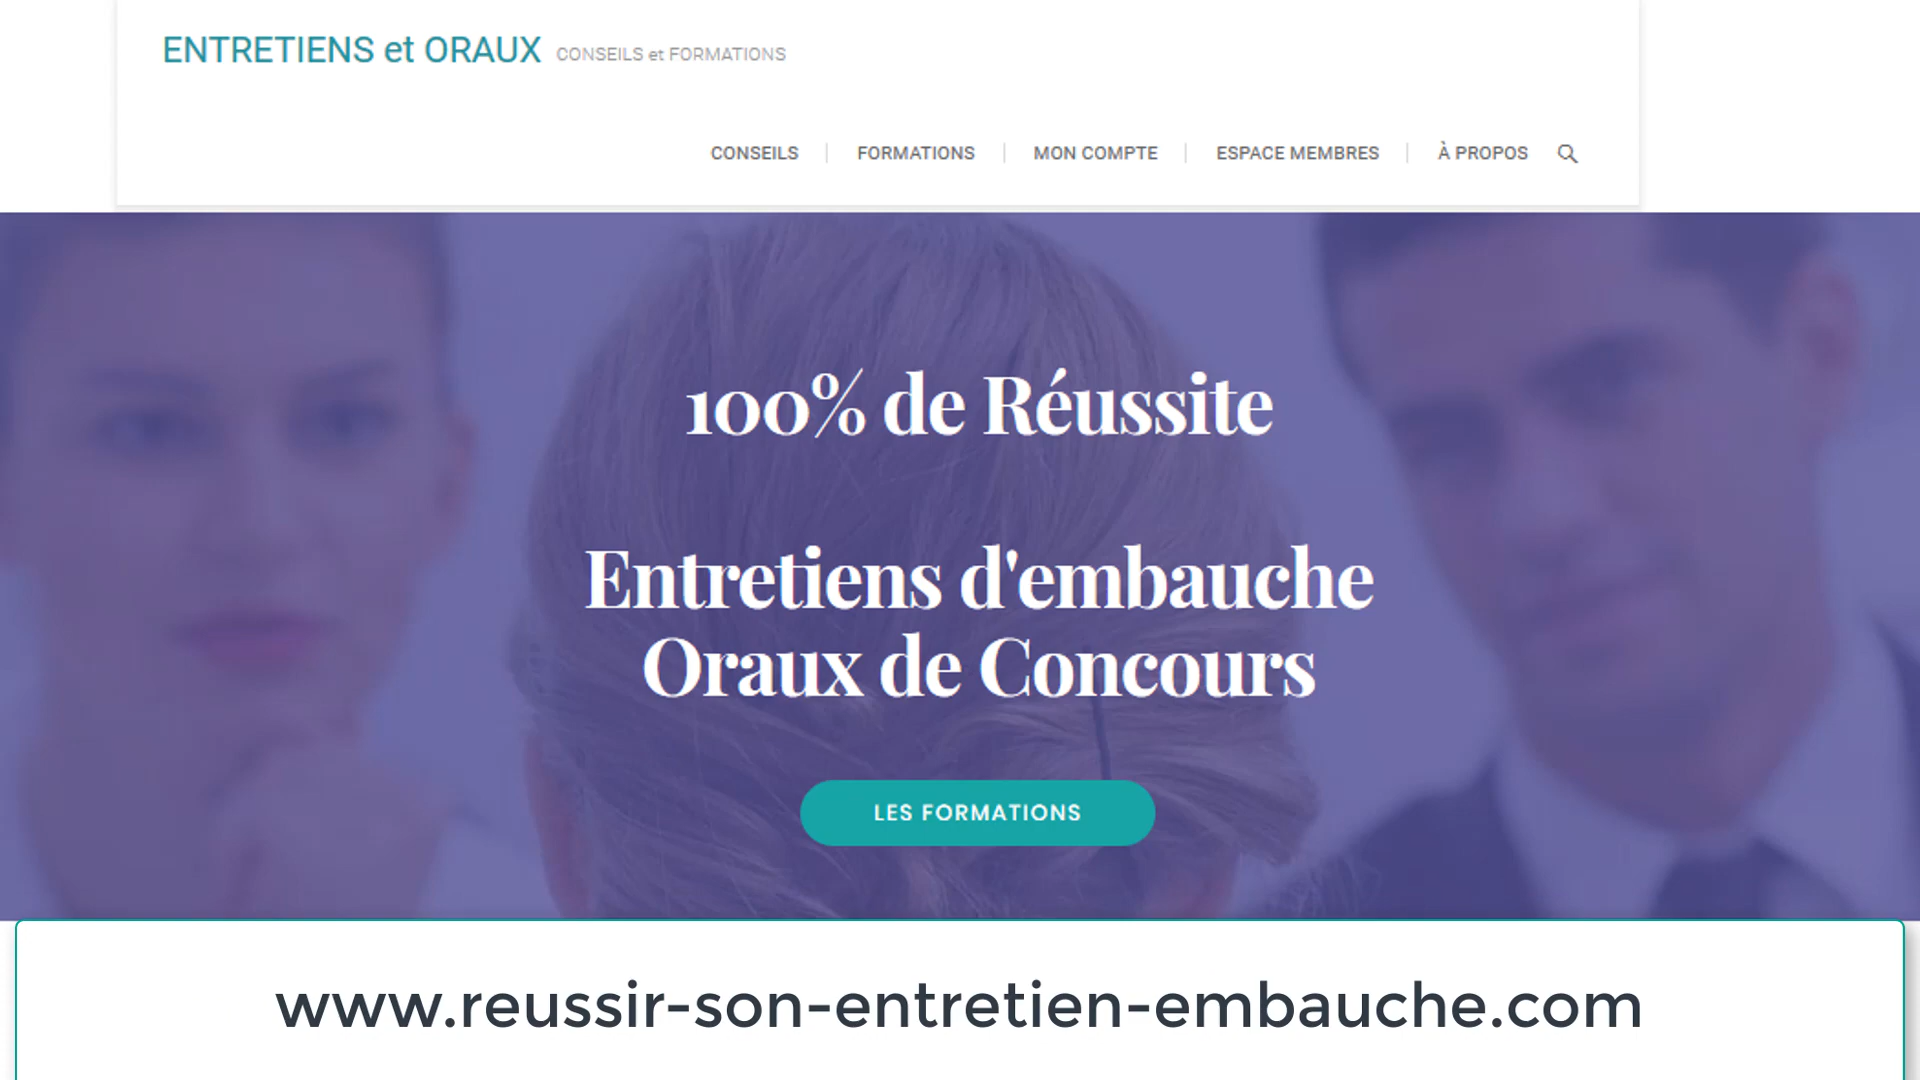 ENTRETIENS et ORAUX CONSEILS et FORMATIONS
CONSEILS FORMATIONS MON COMPTE ESPACE MEMBRES À PROPOS
100% de Réussite
Entretiens d'embauche
Oraux de Concours
LES FORMATIONS
www.reussir-son-entretien-embauche.com